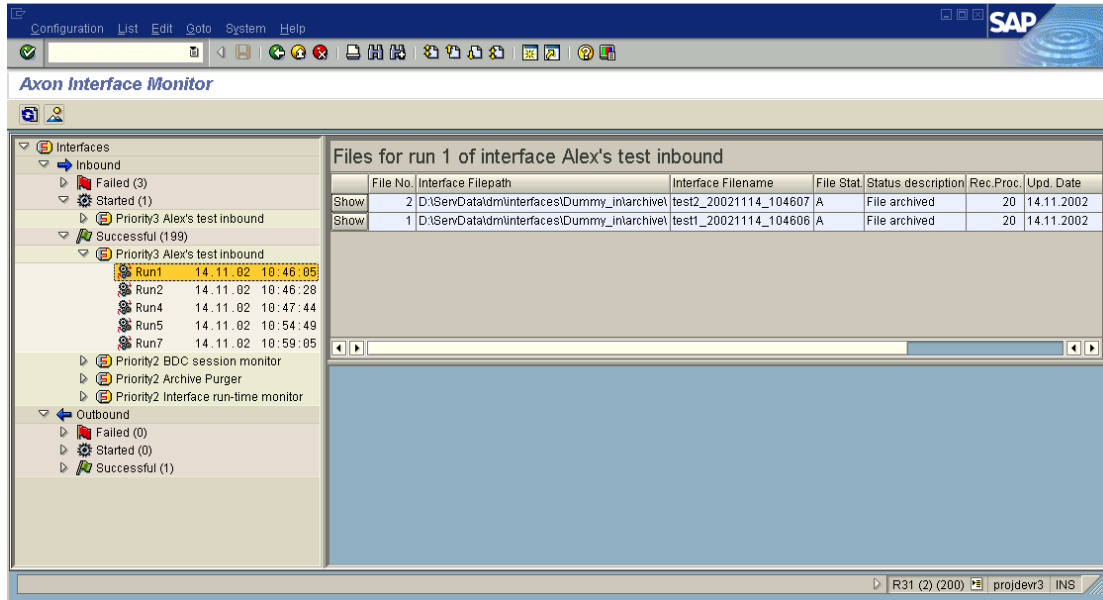 Configuration List Edit Goto System Help
SAP
Axon Interface Monitor
Interfaces
Inbound
Failed (3)
Started (1)
Priority3 Alex's test inbound
Successful (199)
Priority3 Alex's test inbound
Run1 14.11.02 10:46:05
Run2 14.11.02 10:46:28
Run4 14.11.02 10:47:44
Run5 14.11.02 10:54:49
Run7 14.11.02 10:59:05
Priority2 BDC session monitor
Priority2 Archive Purger
Priority2 Interface run-time monitor
Outbound
Failed (0)
Started (0)
Successful (1)
Files for run 1 of interface Alex's test inbound
File No. Interface Filepath Interface Filename File Stat. Status description Rec.Proc. Upd. Date
Show 2 D:\ServData\dm\interfaces\Dummy_in\archive\ test2_20021114_104607 A File archived 20 14.11.2002
Show 1 D:\ServData\dm\interfaces\Dummy_in\archive\ test1_20021114_104606 A File archived 20 14.11.2002
R31 (2) (200) projdevr3 INS